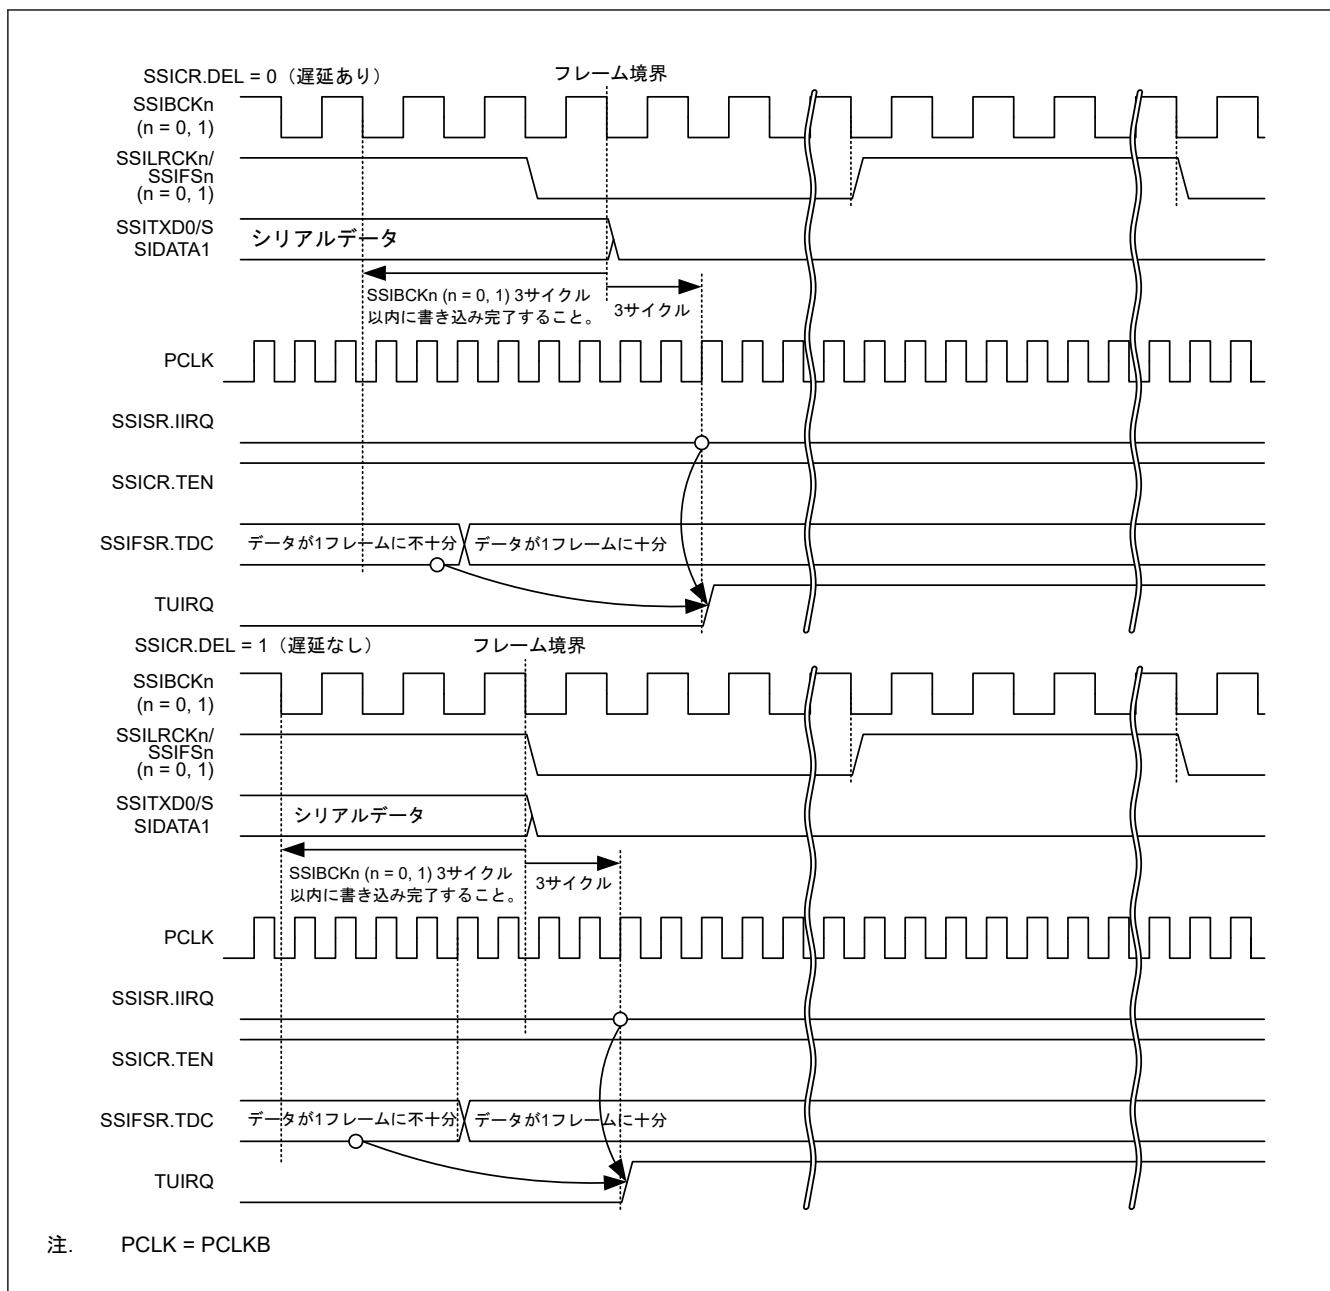 SSICR.DEL = 0（遅延あり）
フレーム境界
SSIBCKn
(n = 0, 1)
SSILRCKn/
SSIFSn
(n = 0, 1)
SSITXD0/S
SIDATA1
シリアルデータ
SSIBCKn (n = 0, 1) 3サイクル
以内に書き込み完了すること。
3サイクル
PCLK
SSISR.IIRQ
SSICR.TEN
SSIFSR.TDC
データが1フレームに不十分
データが1フレームに十分
TUIRQ
SSICR.DEL = 1（遅延なし）
フレーム境界
SSIBCKn
(n = 0, 1)
SSILRCKn/
SSIFSn
(n = 0, 1)
SSITXD0/S
SIDATA1
シリアルデータ
SSIBCKn (n = 0, 1) 3サイクル
以内に書き込み完了すること。
3サイクル
PCLK
SSISR.IIRQ
SSICR.TEN
SSIFSR.TDC
データが1フレームに不十分
データが1フレームに十分
TUIRQ
注. PCLK = PCLKB